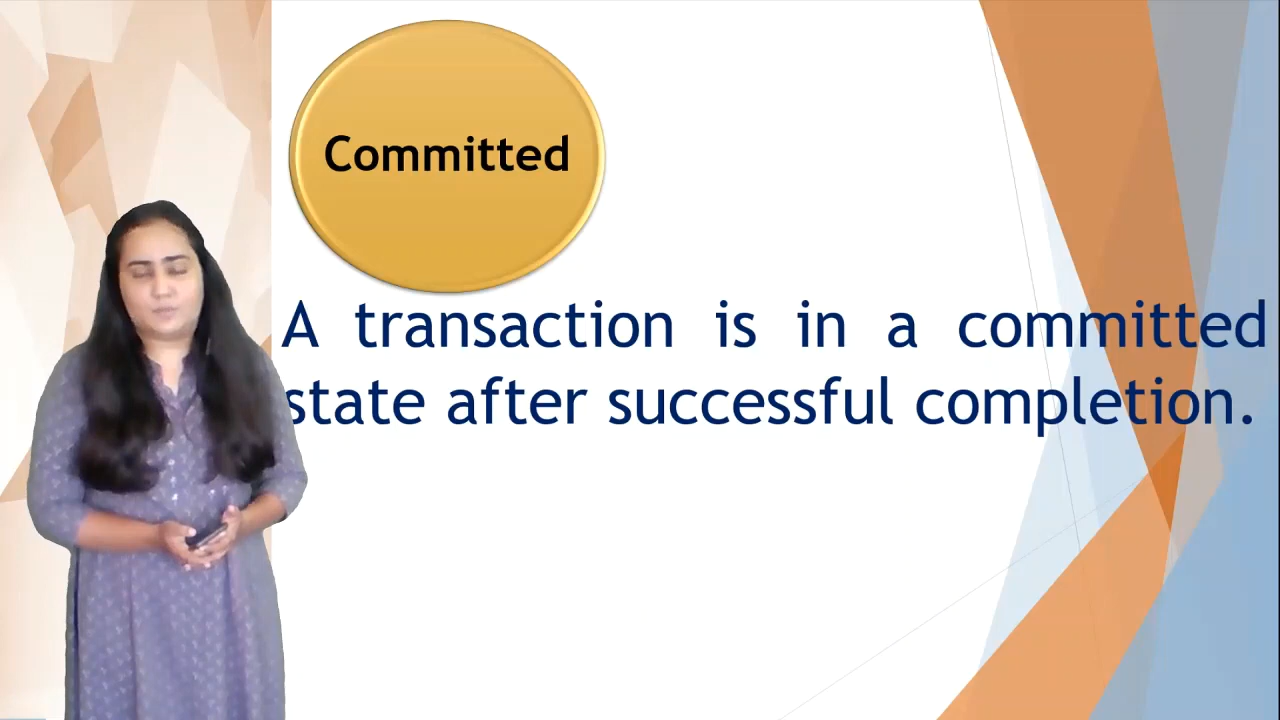 Committed
A transaction is in a committed
state after successful completion.